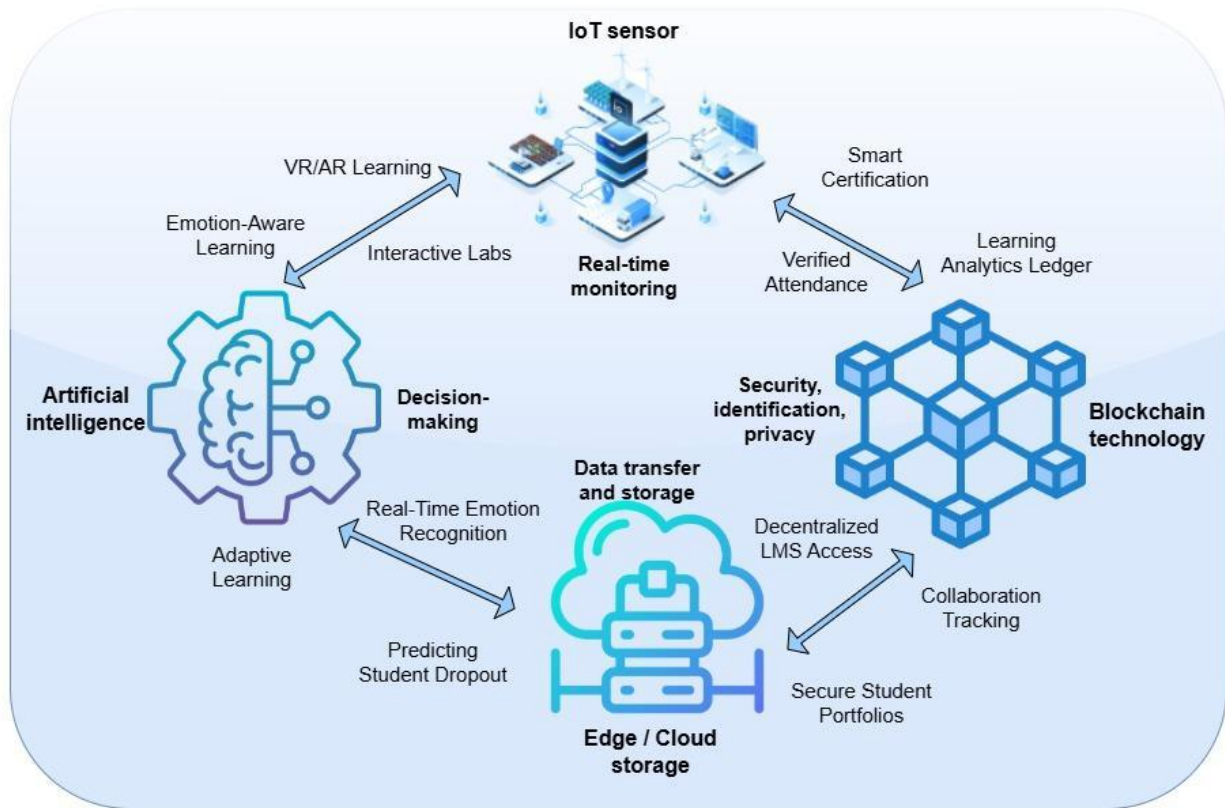 IoT sensor
VR/AR Learning
Emotion-Aware
Learning
Interactive Labs
IoT
Real-time
monitoring
Smart
Certification
Verified
Attendance
Learning
Analytics Ledger
Artificial
intelligence
Decision-
making
Security,
identification,
privacy
Blockchain
technology
Data transfer
and storage
Real-Time Emotion
Recognition
Adaptive
Learning
Predicting
Student Dropout
Decentralized
LMS Access
Collaboration
Tracking
Secure Student
Portfolios
Edge / Cloud
storage